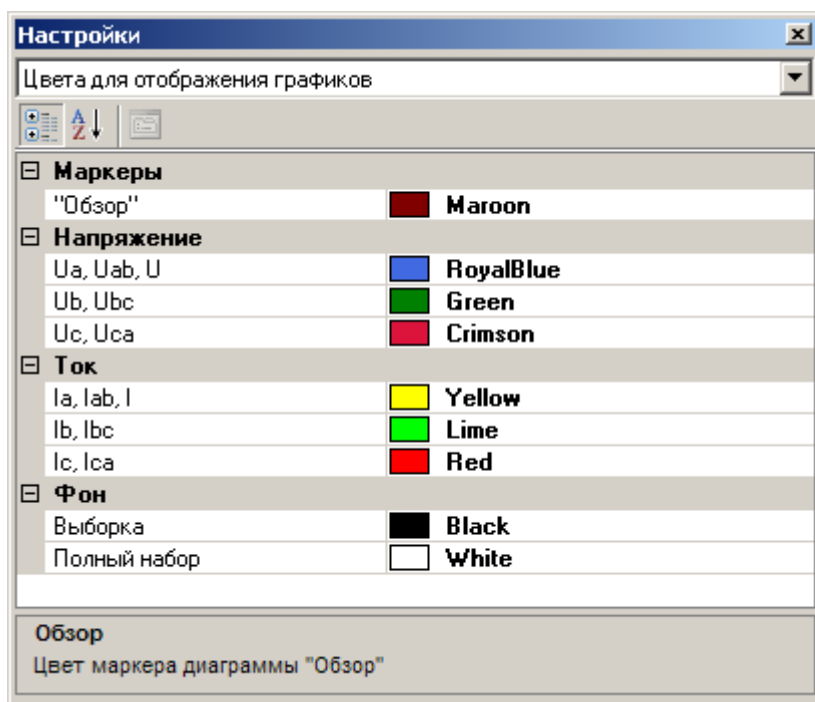 Настройки
Цвета для отображения графиков
Маркеры
"Обзор" Maroon
Напряжение
Ua, Uab, U RoyalBlue
Ub, Ubc Green
Uc, Uca Crimson
Ток
Ia, Iab, I Yellow
Ib, Ibc Lime
Ic, Ica Red
Фон
Выборка Black
Полный набор White
Обзор
Цвет маркера диаграммы "Обзор"